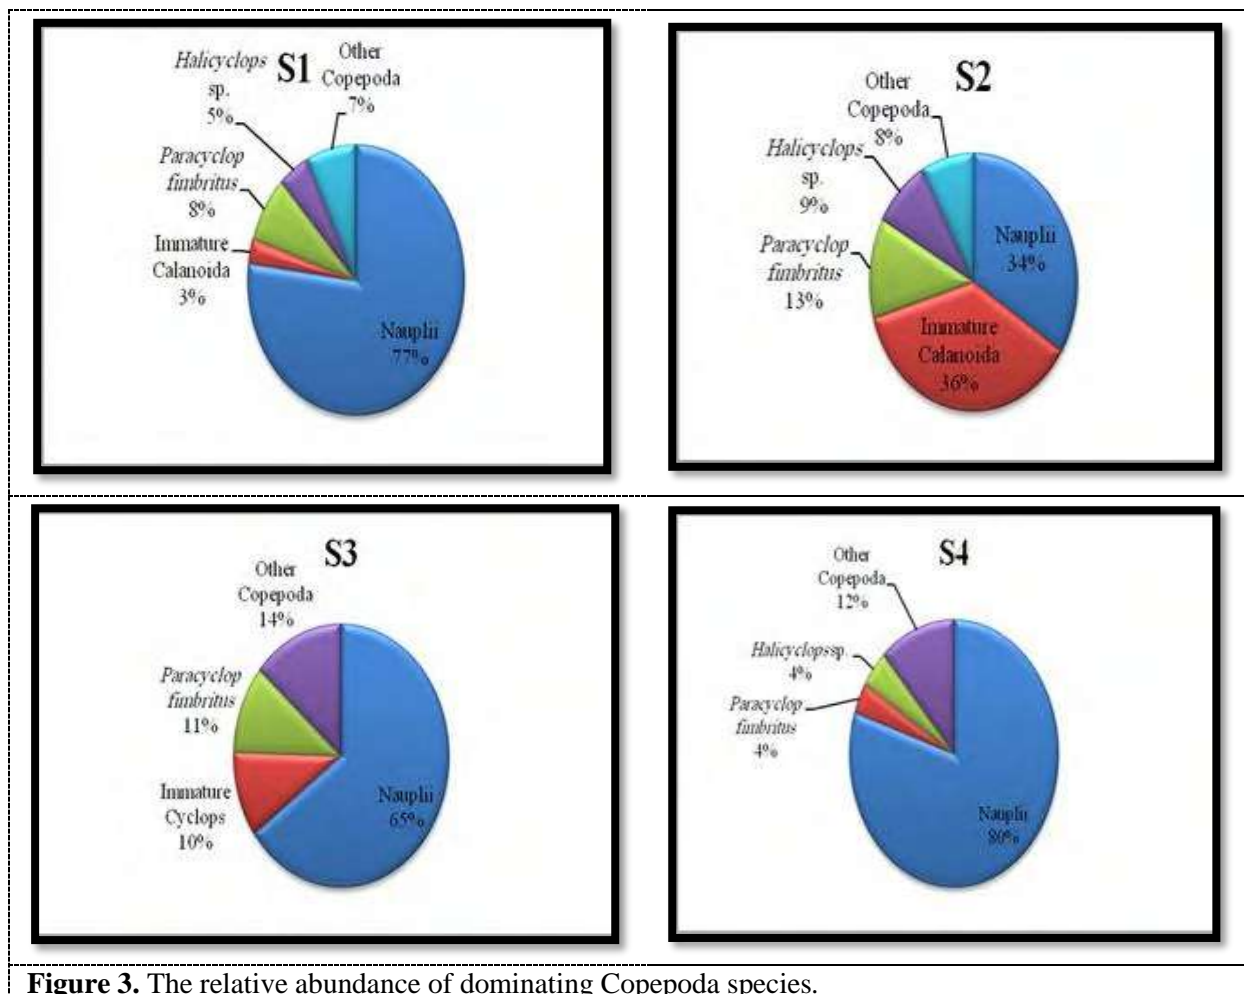 S1
Halicyclops
sp.
5%
Other
Copepoda
7%
Paracyclop
fimbritus
8%
Immature
Calanoida
3%
Nauplii
77%
S2
Other
Copepoda
8%
Halicyclops
sp.
9%
Paracyclop
fimbritus
13%
Nauplii
34%
Immature
Calanoida
36%
S3
Other
Copepoda
14%
Paracyclop
fimbritus
11%
Immature
Cyclops
10%
Nauplii
65%
S4
Other
Copepoda
12%
Halicyclops sp.
4%
Paracyclop
fimbritus
4%
Nauplii
80%
Figure 3. The relative abundance of dominating Copepoda species.